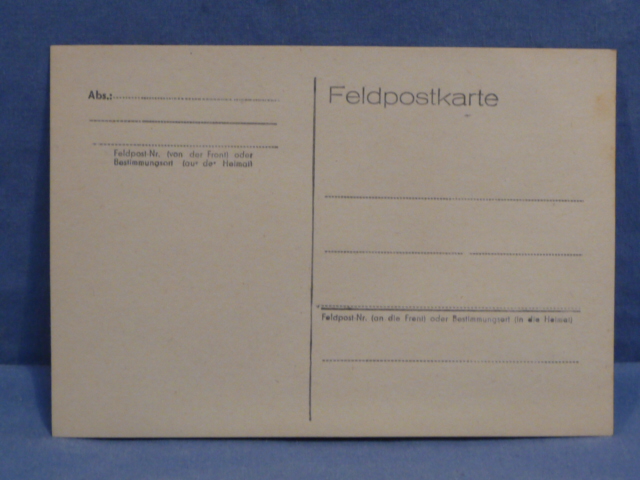 Abs.:
Feldpost-Nr. (von der Front) oder
Bestimmungsort (aus der Heimat)
Feldpostkarte
Feldpost-Nr. (an die Front) oder Bestimmungsort (in die Heimat)